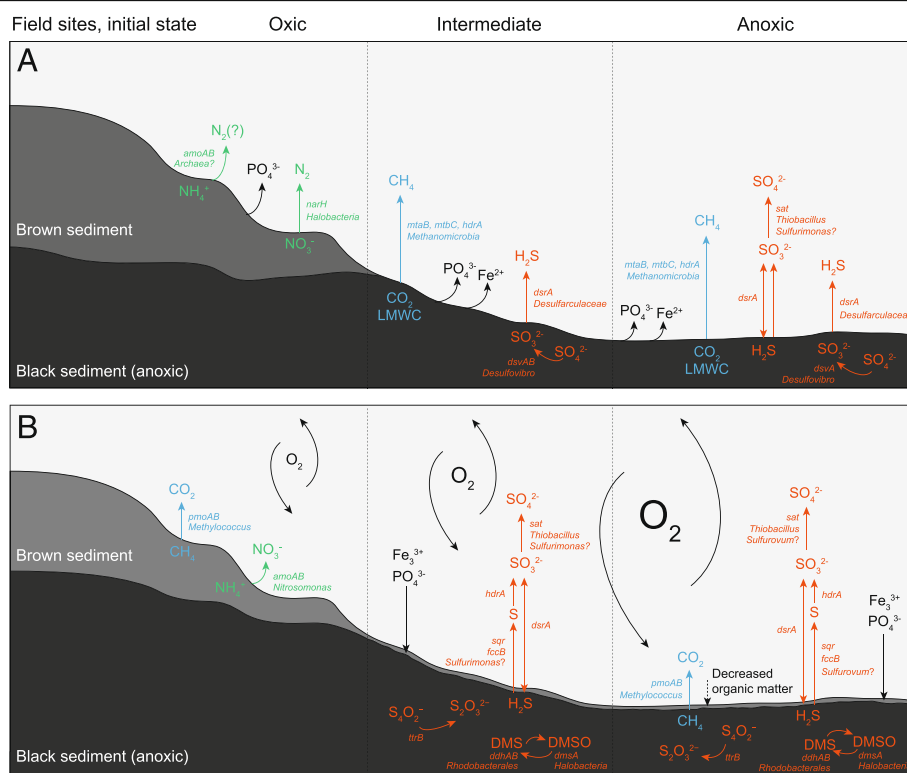 Field sites, initial state
Oxic
Intermediate
Anoxic
A
N₂(?)
amoAB
Archaea?
NH₄⁺
PO₄³⁻
N₂
narH
Halobacteria
NO₃⁻
Brown sediment
CH₄
mtaB, mtbC, hdrA
Methanomicrobia
CO₂
LMWC
PO₄³⁻
Fe²⁺
H₂S
dsrA
Desulfarculaceae
SO₃²⁻
SO₄²⁻
dsvAB
Desulfovibro
PO₄³⁻
Fe²⁺
CH₄
mtaB, mtbC, hdrA
Methanomicrobia
CO₂
LMWC
SO₄²⁻
sat
Thiobacillus
Sulfurimonas?
SO₃²⁻
dsrA
H₂S
H₂S
dsrA
Desulfarculaceae
SO₃²⁻
SO₄²⁻
dsvA
Desulfovibro
Black sediment (anoxic)
B
O₂
CO₂
pmoAB
Methylococcus
CH₄
NO₃⁻
NH₄⁺
amoAB
Nitrosomonas
Brown sediment
O₂
Fe₃³⁺
PO₄³⁻
SO₄²⁻
sat
Thiobacillus
Sulfurimonas?
SO₃²⁻
hdrA
S
dsrA
sqr
fccB
Sulfurimonas?
H₂S
S₄O₂⁻
S₂O₃²⁻
ttrB
DMS
DMSO
ddhAB
Rhodobacterales
dmsA
Halobacteria
O₂
CO₂
pmoAB
Methylococcus
CH₄
Decreased
organic matter
S₄O₂⁻
S₂O₃²⁻
ttrB
SO₄²⁻
sat
Thiobacillus
Sulfurovum?
SO₃²⁻
hdrA
dsrA
S
sqr
fccB
Sulfurovum?
H₂S
Fe₃³⁺
PO₄³⁻
DMS
DMSO
ddhAB
Rhodobacterales
dmsA
Halobacteria
Black sediment (anoxic)